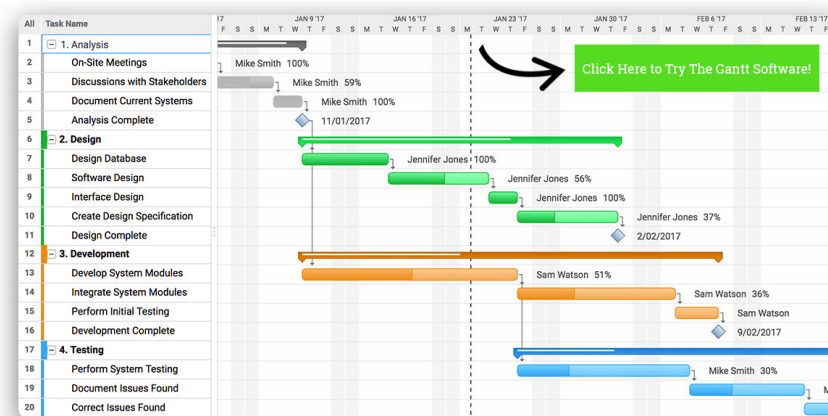 All Task Name
17 JAN 9 '17 JAN 16 '17 JAN 23 '17 JAN 30 '17 FEB 6 '17 FEB 13 '17
F S S M T W T F S S M T W T F S S M T W T F S S M T W T F S S M T W T F S S M T W
1 1. Analysis
2 On-Site Meetings Mike Smith 100%
Click Here to Try The Gantt Software!
3 Discussions with Stakeholders Mike Smith 59%
4 Document Current Systems Mike Smith 100%
5 Analysis Complete 11/01/2017
6 2. Design
7 Design Database Jennifer Jones 100%
8 Software Design Jennifer Jones 56%
9 Interface Design Jennifer Jones 100%
10 Create Design Specification Jennifer Jones 37%
11 Design Complete 2/02/2017
12 3. Development
13 Develop System Modules Sam Watson 51%
14 Integrate System Modules Sam Watson 36%
15 Perform Initial Testing Sam Watson
16 Development Complete 9/02/2017
17 4. Testing
18 Perform System Testing Mike Smith 30%
19 Document Issues Found
20 Correct Issues Found